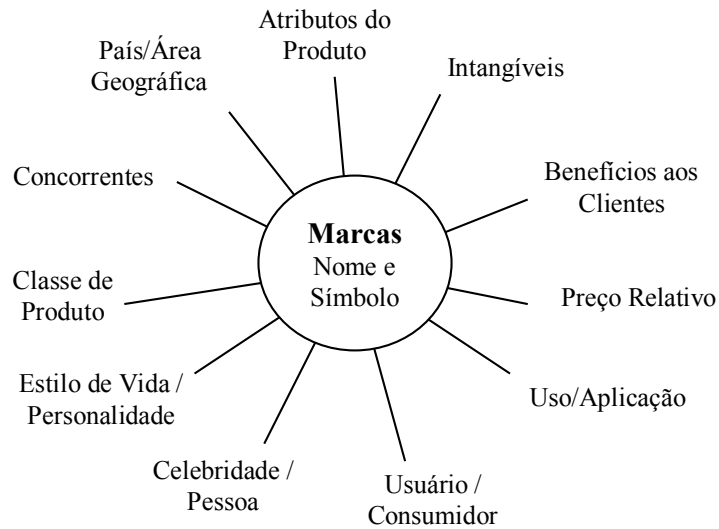 Atributos do
Produto
País/Área
Geográfica
Intangíveis
Concorrentes
Benefícios aos
Clientes
Marcas
Nome e
Símbolo
Classe de
Produto
Preço Relativo
Estilo de Vida /
Personalidade
Uso/Aplicação
Celebridade /
Pessoa
Usuário /
Consumidor